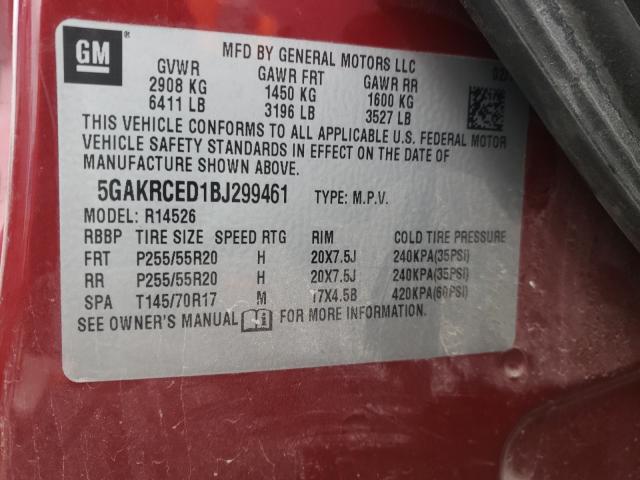 GM
MFD BY GENERAL MOTORS LLC
GVWR GAWR FRT GAWR RR
2908 KG 1450 KG 1600 KG
6411 LB 3196 LB 3527 LB
THIS VEHICLE CONFORMS TO ALL APPLICABLE U.S. FEDERAL MOTOR
VEHICLE SAFETY STANDARDS IN EFFECT ON THE DATE OF
MANUFACTURE SHOWN ABOVE.
5GAKRCED1BJ299461 TYPE: M.P.V.
MODEL: R14526
RBBP TIRE SIZE SPEED RTG RIM COLD TIRE PRESSURE
FRT P255/55R20 H 20X7.5J 240KPA(35PSI)
RR P255/55R20 H 20X7.5J 240KPA(35PSI)
SPA T145/70R17 M 17X4.5B 420KPA(60PSI)
SEE OWNER'S MANUAL FOR MORE INFORMATION.